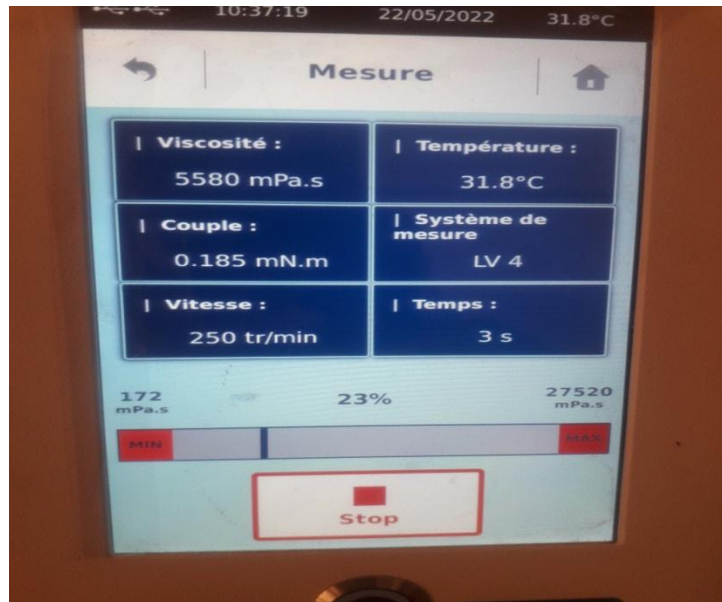 10:37:19 22/05/2022 31.8°C
Mesure
| Viscosité :
5580 mPa.s
| Température :
31.8°C
| Couple :
0.185 mN.m
| Système de
mesure
LV 4
| Vitesse :
250 tr/min
| Temps :
3 s
172
mPa.s
23%
27520
mPa.s
MIN
MAX
Stop